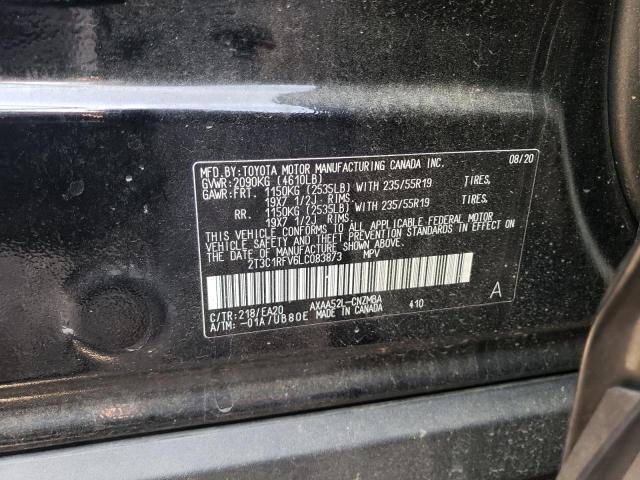 MFD.BY:TOYOTA MOTOR MANUFACTURING CANADA INC. 08/20
GVWR:2090KG (4610LB)
GAWR:FRT. 1150KG (2535LB) WITH 235/55R19 TIRES,
19X7 1/2J RIMS
RR. 1150KG (2535LB) WITH 235/55R19 TIRES,
19X7 1/2J RIMS
THIS VEHICLE CONFORMS TO ALL APPLICABLE FEDERAL MOTOR
VEHICLE SAFETY AND THEFT PREVENTION STANDARDS IN EFFECT ON
THE DATE OF MANUFACTURE SHOWN ABOVE.
2T3C1RFV6LC083873 MPV
A
C/TR:218/EA20 AXAA52L-CNZMBA 410
A/TM:-01A/UB80E MADE IN CANADA